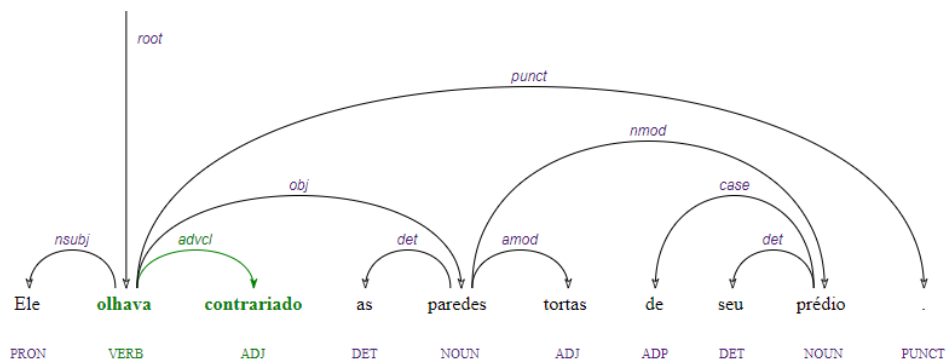 root
punct
nmod
obj case
nsubj advcl det amod det
Ele olhava contrariado as paredes tortas de seu prédio .
PRON VERB ADJ DET NOUN ADJ ADP DET NOUN PUNCT